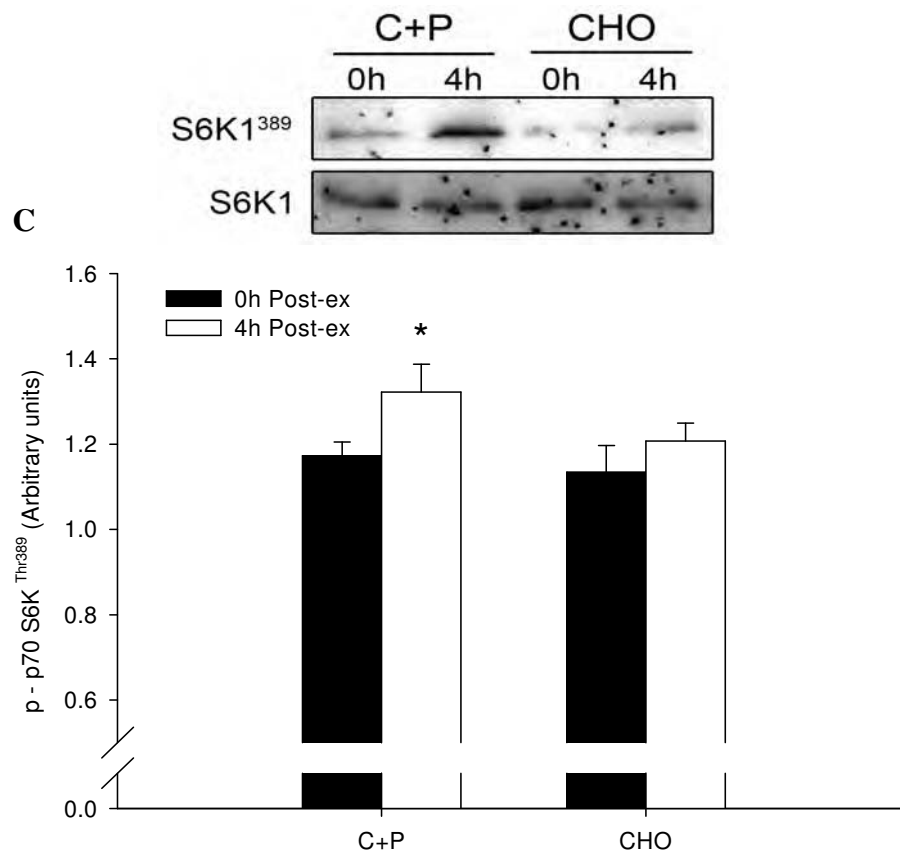 C+P CHO
0h 4h 0h 4h
S6K1³⁸⁹
S6K1
C
1.6
1.4
1.2
1.0
0.8
0.6
0.0
p - p70 S6K ᵀʰʳ³⁸⁹ (Arbitrary units)
0h Post-ex
4h Post-ex
*
C+P CHO